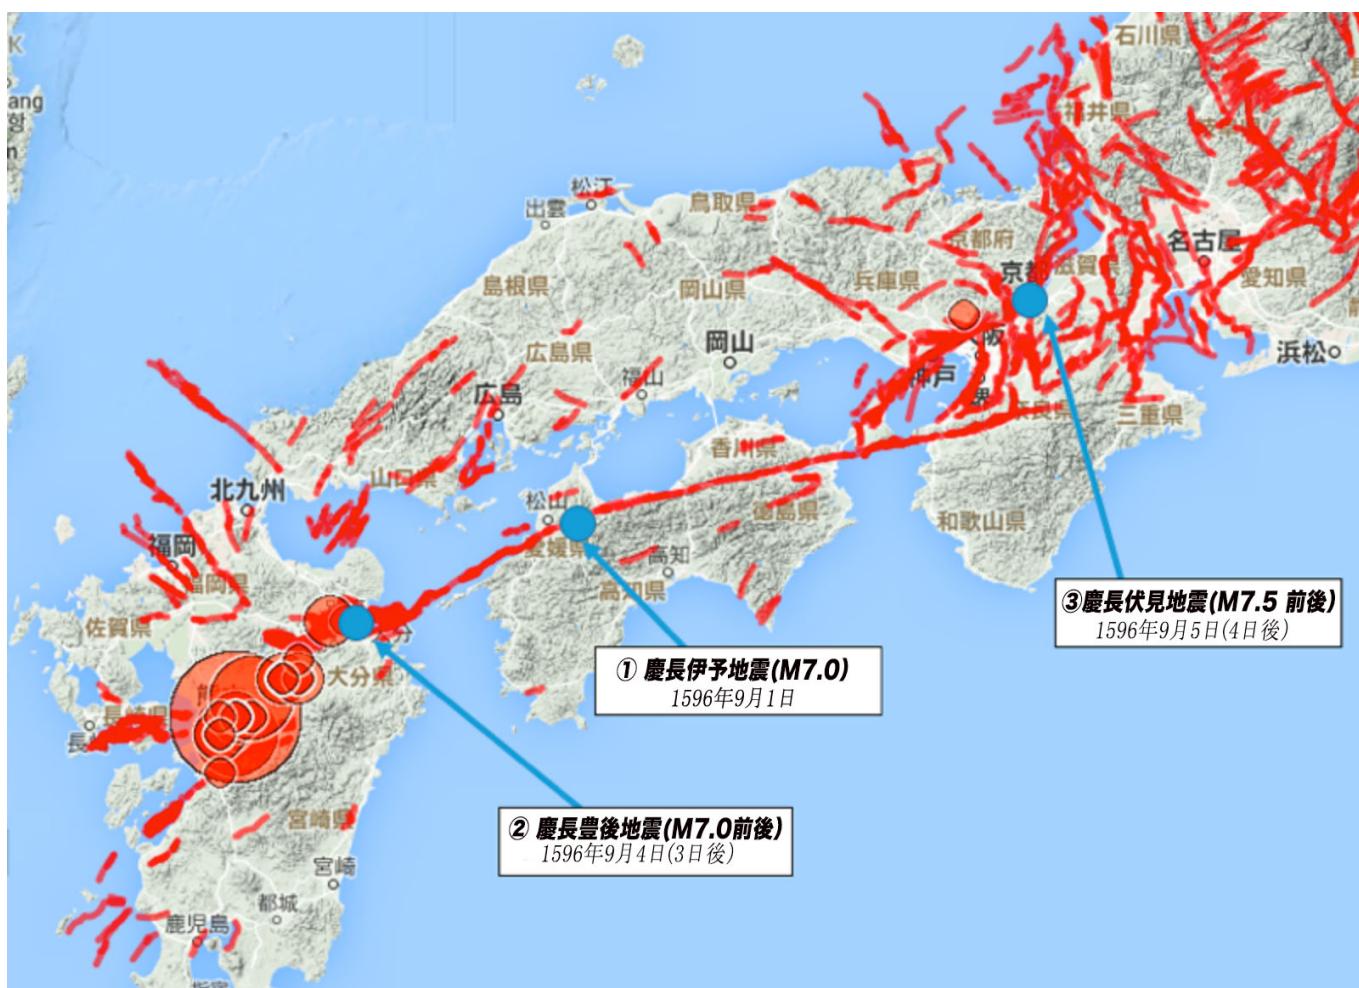 K
ang
항
n
石川県
福井県
松江
出雲
鳥取県
京都府
京都
滋賀県
名古屋
愛知県
島根県
岡山県
兵庫県
浜松
広島県
岡山
大阪
神戸
堺
福山
広島
奈良県
三重県
香川県
山口県
北九州
松山
徳島県
和歌山県
愛媛県
高知
高知県
福岡
福岡県
佐賀県
大分県
長崎県
宮崎県
宮崎
都城
鹿児島
③慶長伏見地震(M7.5 前後)
1596年9月5日(4日後)
① 慶長伊予地震(M7.0)
1596年9月1日
② 慶長豊後地震(M7.0前後)
1596年9月4日(3日後)